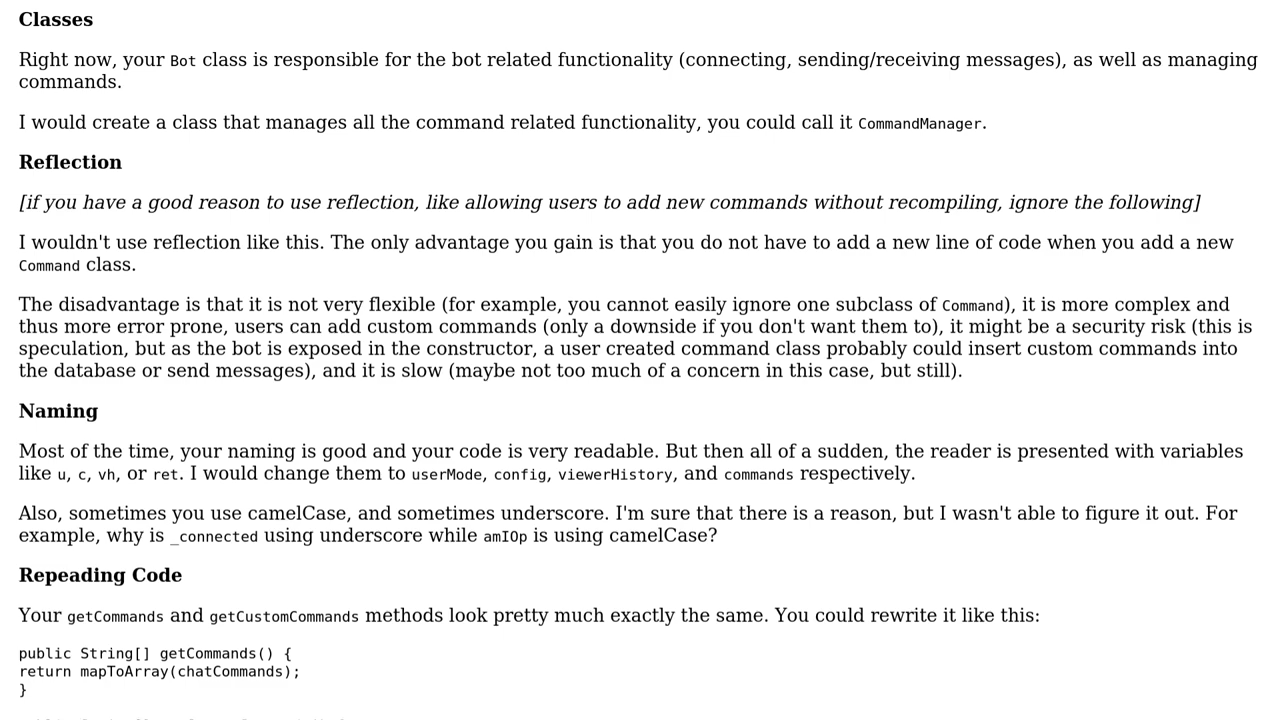 Classes
Right now, your Bot class is responsible for the bot related functionality (connecting, sending/receiving messages), as well as managing
commands.
I would create a class that manages all the command related functionality, you could call it CommandManager.
Reflection
[if you have a good reason to use reflection, like allowing users to add new commands without recompiling, ignore the following]
I wouldn't use reflection like this. The only advantage you gain is that you do not have to add a new line of code when you add a new
Command class.
The disadvantage is that it is not very flexible (for example, you cannot easily ignore one subclass of Command), it is more complex and
thus more error prone, users can add custom commands (only a downside if you don't want them to), it might be a security risk (this is
speculation, but as the bot is exposed in the constructor, a user created command class probably could insert custom commands into
the database or send messages), and it is slow (maybe not too much of a concern in this case, but still).
Naming
Most of the time, your naming is good and your code is very readable. But then all of a sudden, the reader is presented with variables
like u, c, vh, or ret. I would change them to userMode, config, viewerHistory, and commands respectively.
Also, sometimes you use camelCase, and sometimes underscore. I'm sure that there is a reason, but I wasn't able to figure it out. For
example, why is _connected using underscore while amIOp is using camelCase?
Repeading Code
Your getCommands and getCustomCommands methods look pretty much exactly the same. You could rewrite it like this:
public String[] getCommands() {
return mapToArray(chatCommands);
}